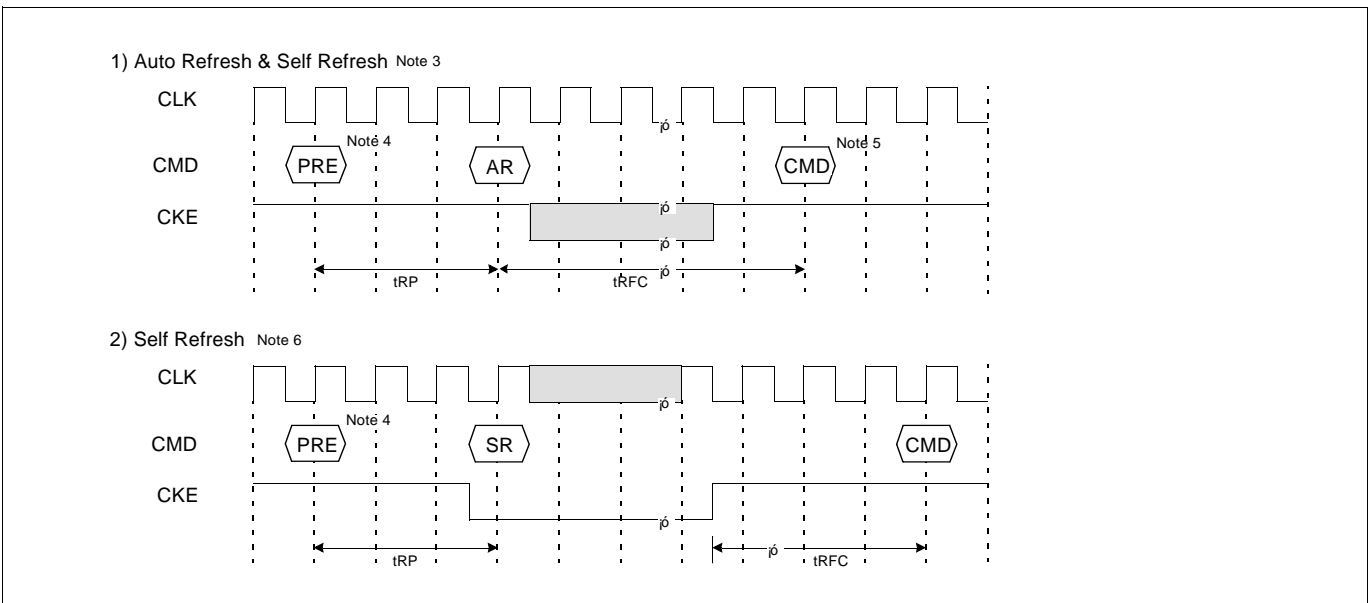 1) Auto Refresh & Self Refresh Note 3
CLK
¡ó
Note 4
Note 5
CMD
PRE
AR
CMD
CKE
¡ó
¡ó
¡ó
tRP
tRFC
2) Self Refresh Note 6
CLK
¡ó
Note 4
CMD
PRE
SR
CMD
CKE
¡ó
¡ó
tRP
tRFC